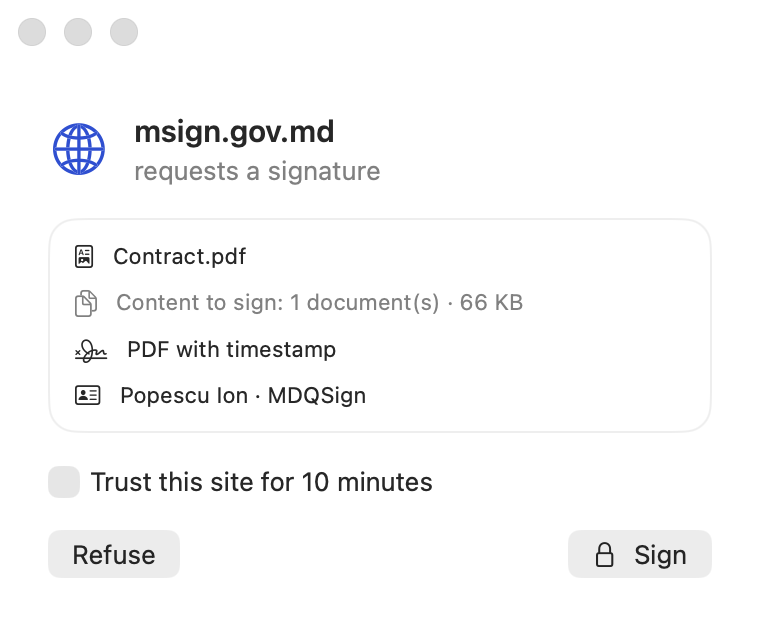 msign.gov.md
requests a signature
Contract.pdf
Content to sign: 1 document(s) · 66 KB
PDF with timestamp
Popescu Ion · MDQSign
Trust this site for 10 minutes
Refuse
Sign